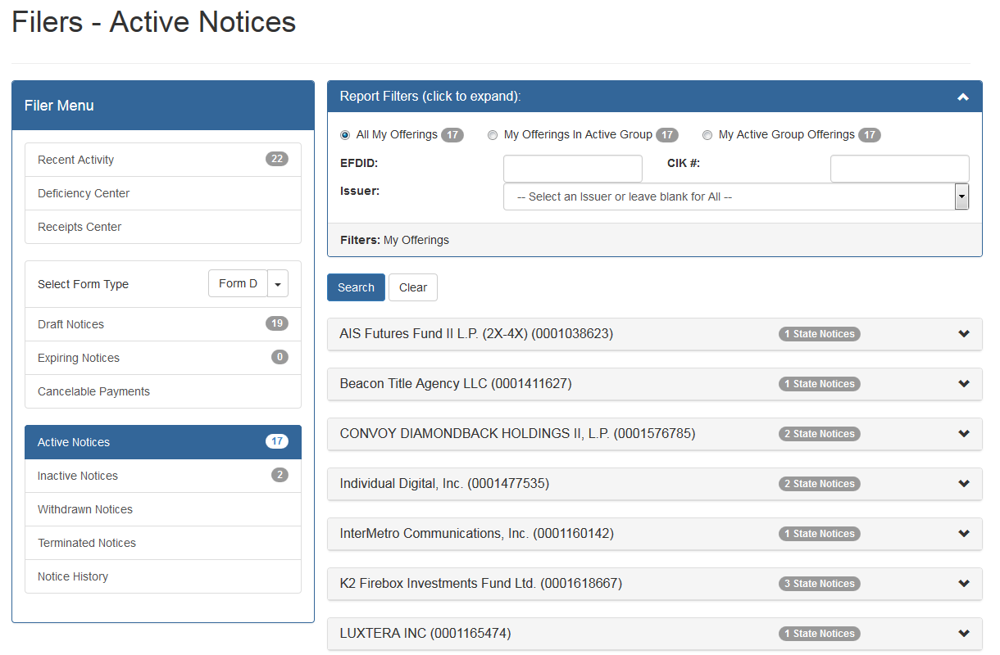 Filers - Active Notices
Filer Menu
Recent Activity 22
Deficiency Center
Receipts Center
Select Form Type Form D
Draft Notices 19
Expiring Notices 0
Cancelable Payments
Active Notices 17
Inactive Notices 2
Withdrawn Notices
Terminated Notices
Notice History
Report Filters (click to expand):
All My Offerings 17 My Offerings In Active Group 17 My Active Group Offerings 17
EFDID: CIK #:
Issuer: -- Select an Issuer or leave blank for All --
Filters: My Offerings
Search Clear
AIS Futures Fund II L.P. (2X-4X) (0001038623) 1 State Notices
Beacon Title Agency LLC (0001411627) 1 State Notices
CONVOY DIAMONDBACK HOLDINGS II, L.P. (0001576785) 2 State Notices
Individual Digital, Inc. (0001477535) 2 State Notices
InterMetro Communications, Inc. (0001160142) 1 State Notices
K2 Firebox Investments Fund Ltd. (0001618667) 3 State Notices
LUXTERA INC (0001165474) 1 State Notices